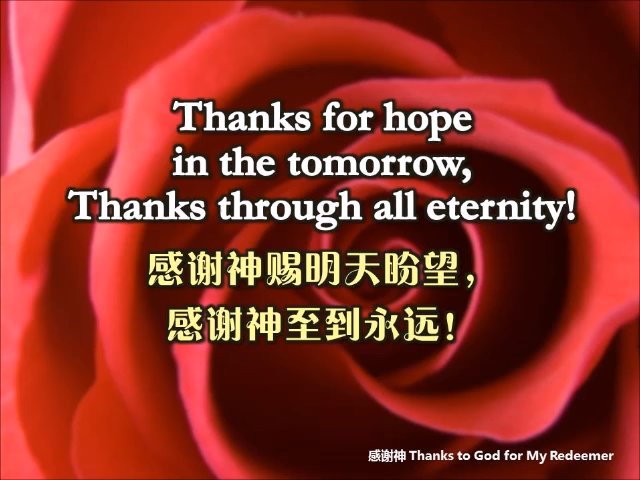 Thanks for hope
in the tomorrow,
Thanks through all eternity!
感谢神赐明天盼望，
感谢神至到永远！
感谢神 Thanks to God for My Redeemer